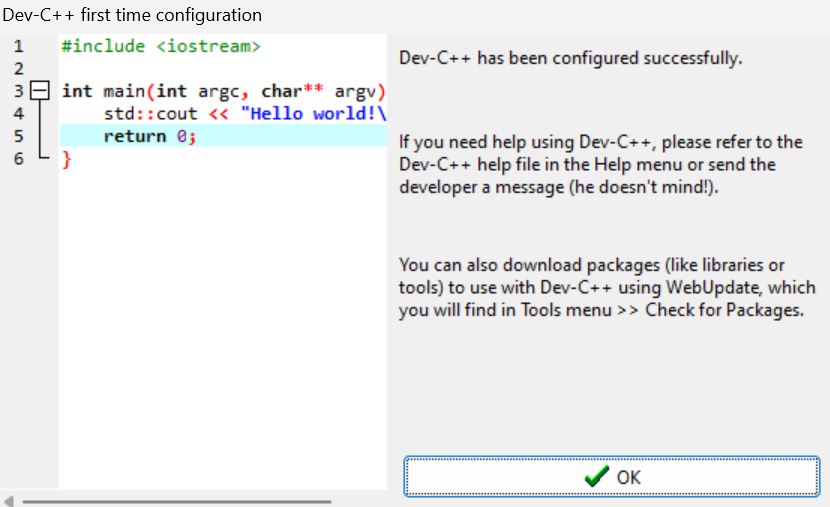 Dev-C++ first time configuration
1 #include <iostream>
2
3 int main(int argc, char** argv)
4 std::cout << "Hello world!\
5 return 0;
6 }
Dev-C++ has been configured successfully.
If you need help using Dev-C++, please refer to the
Dev-C++ help file in the Help menu or send the
developer a message (he doesn't mind!).
You can also download packages (like libraries or
tools) to use with Dev-C++ using WebUpdate, which
you will find in Tools menu >> Check for Packages.
OK